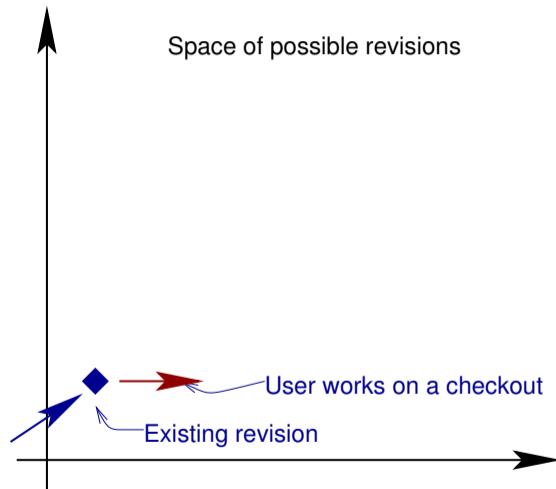 Space of possible revisions
User works on a checkout
Existing revision